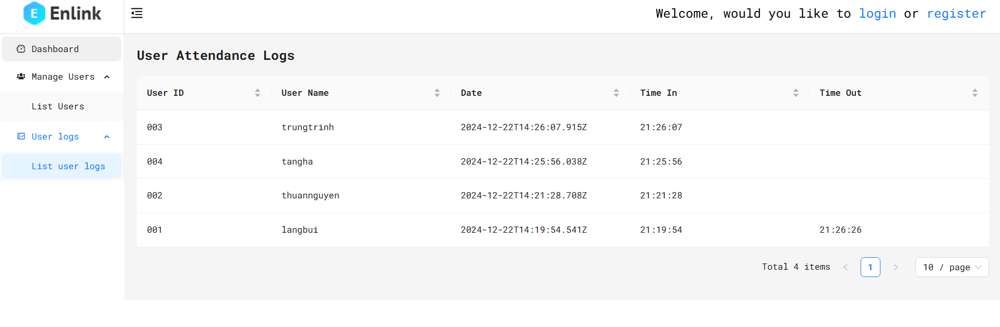 Enlink
Welcome, would you like to login or register
Dashboard
Manage Users
List Users
User logs
List user logs
User Attendance Logs
User ID User Name Date Time In Time Out
003 trungtrinh 2024-12-22T14:26:07.915Z 21:26:07
004 tangha 2024-12-22T14:25:56.038Z 21:25:56
002 thuannguyen 2024-12-22T14:21:28.708Z 21:21:28
001 langbui 2024-12-22T14:19:54.541Z 21:19:54 21:26:26
Total 4 items < 1 > 10 / page